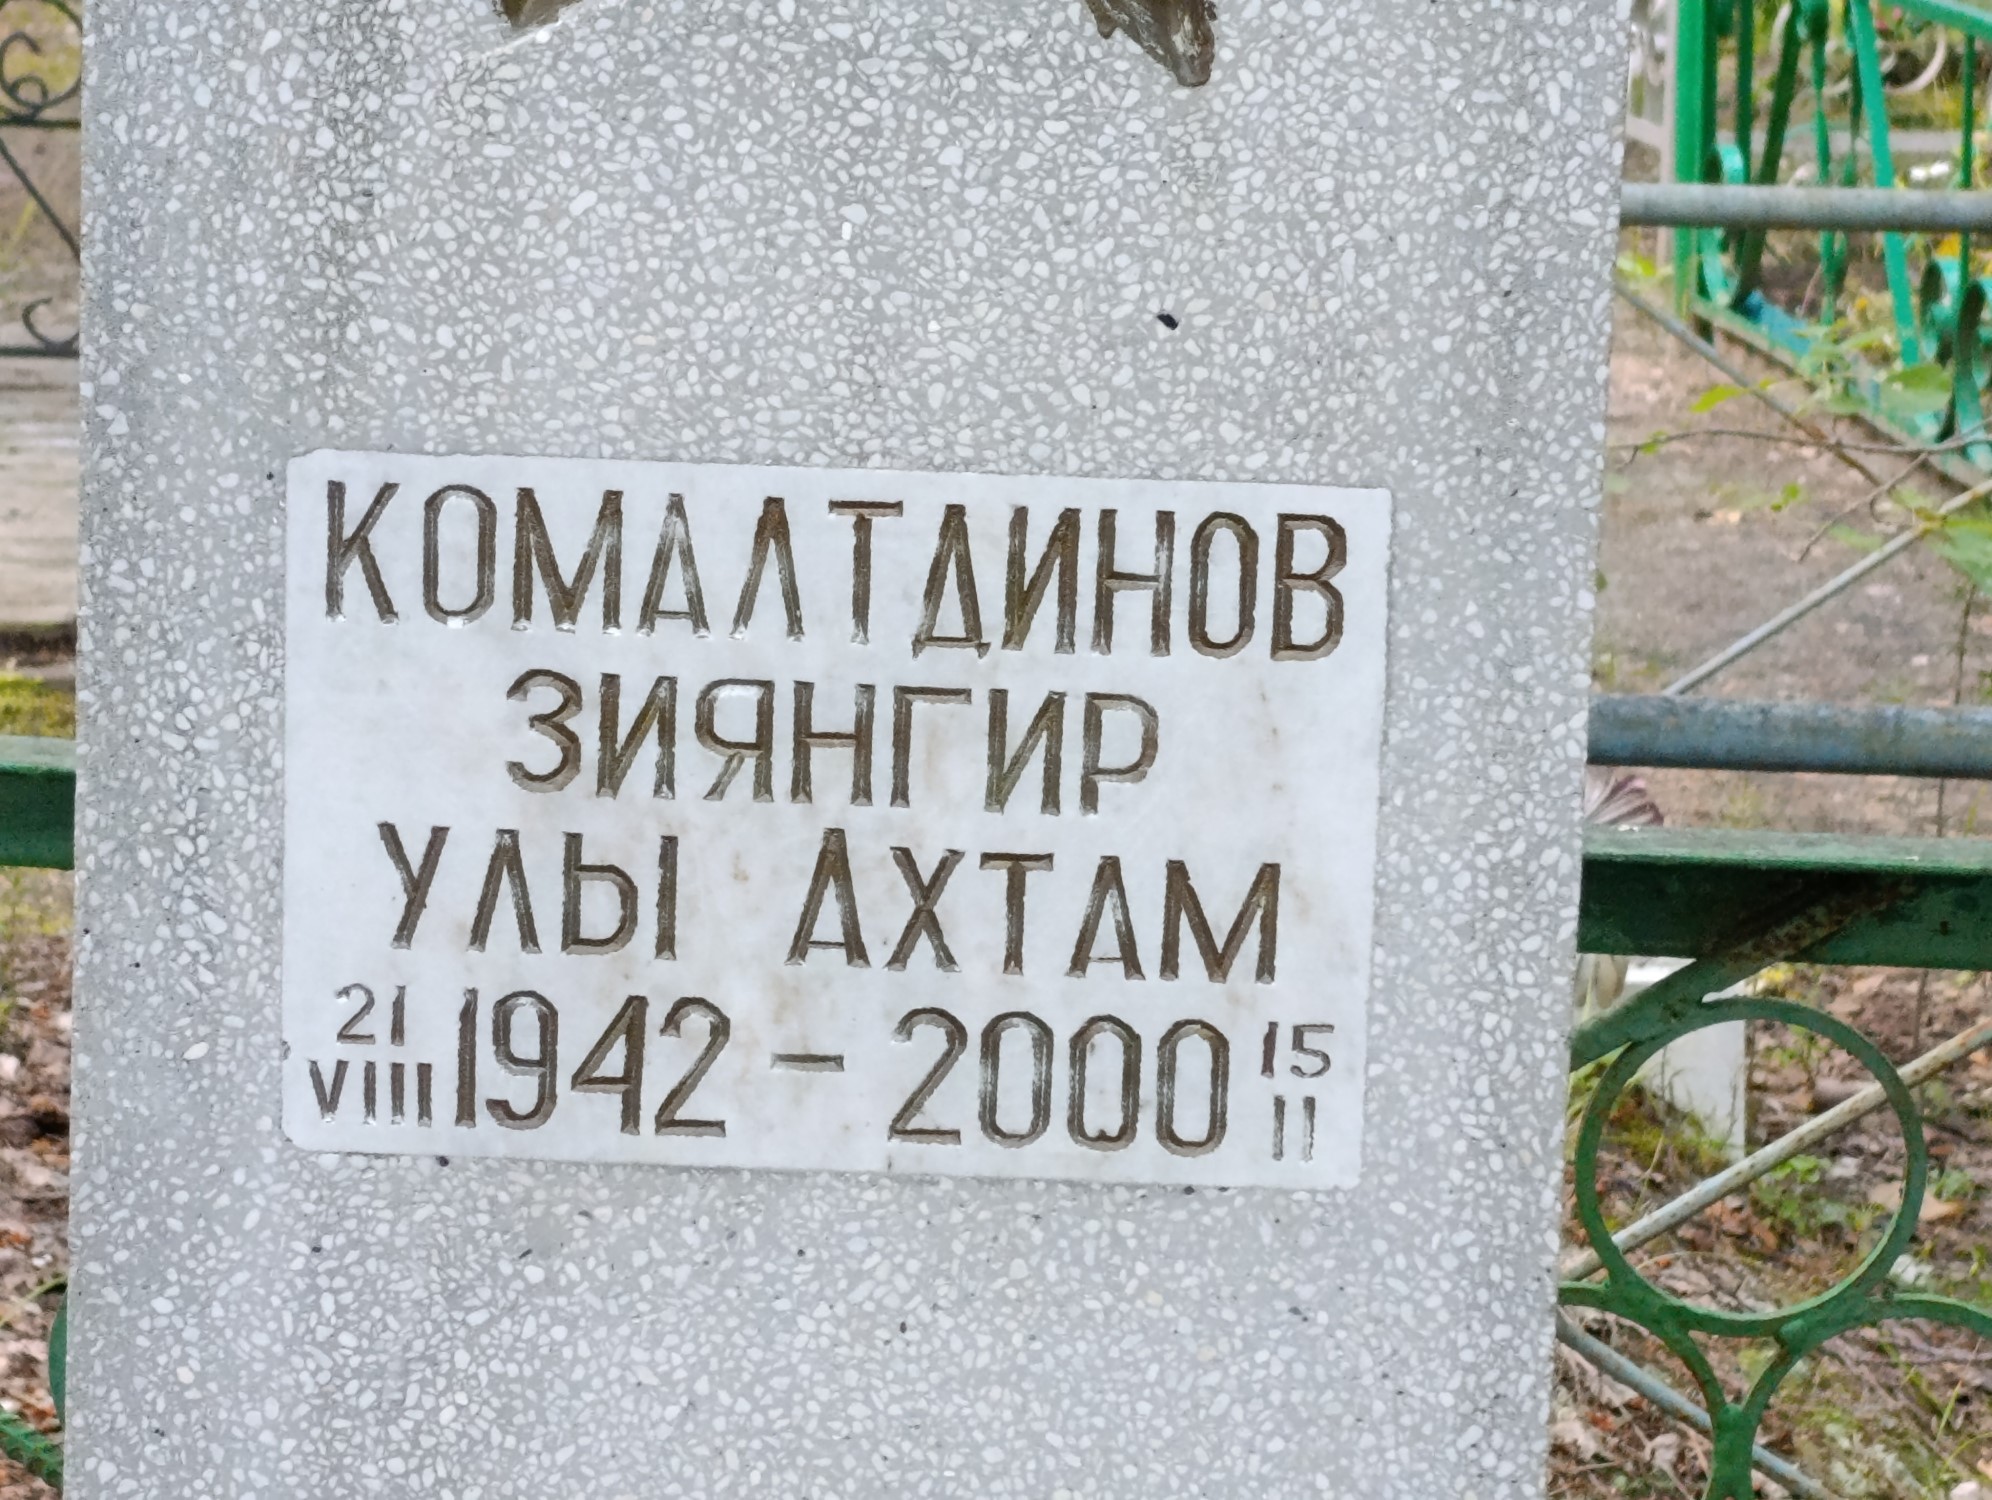 КОМАЛТДИНОВ
ЗИЯНГИР
УЛЫ АХТАМ
21 VIII 1942 – 2000 15 II